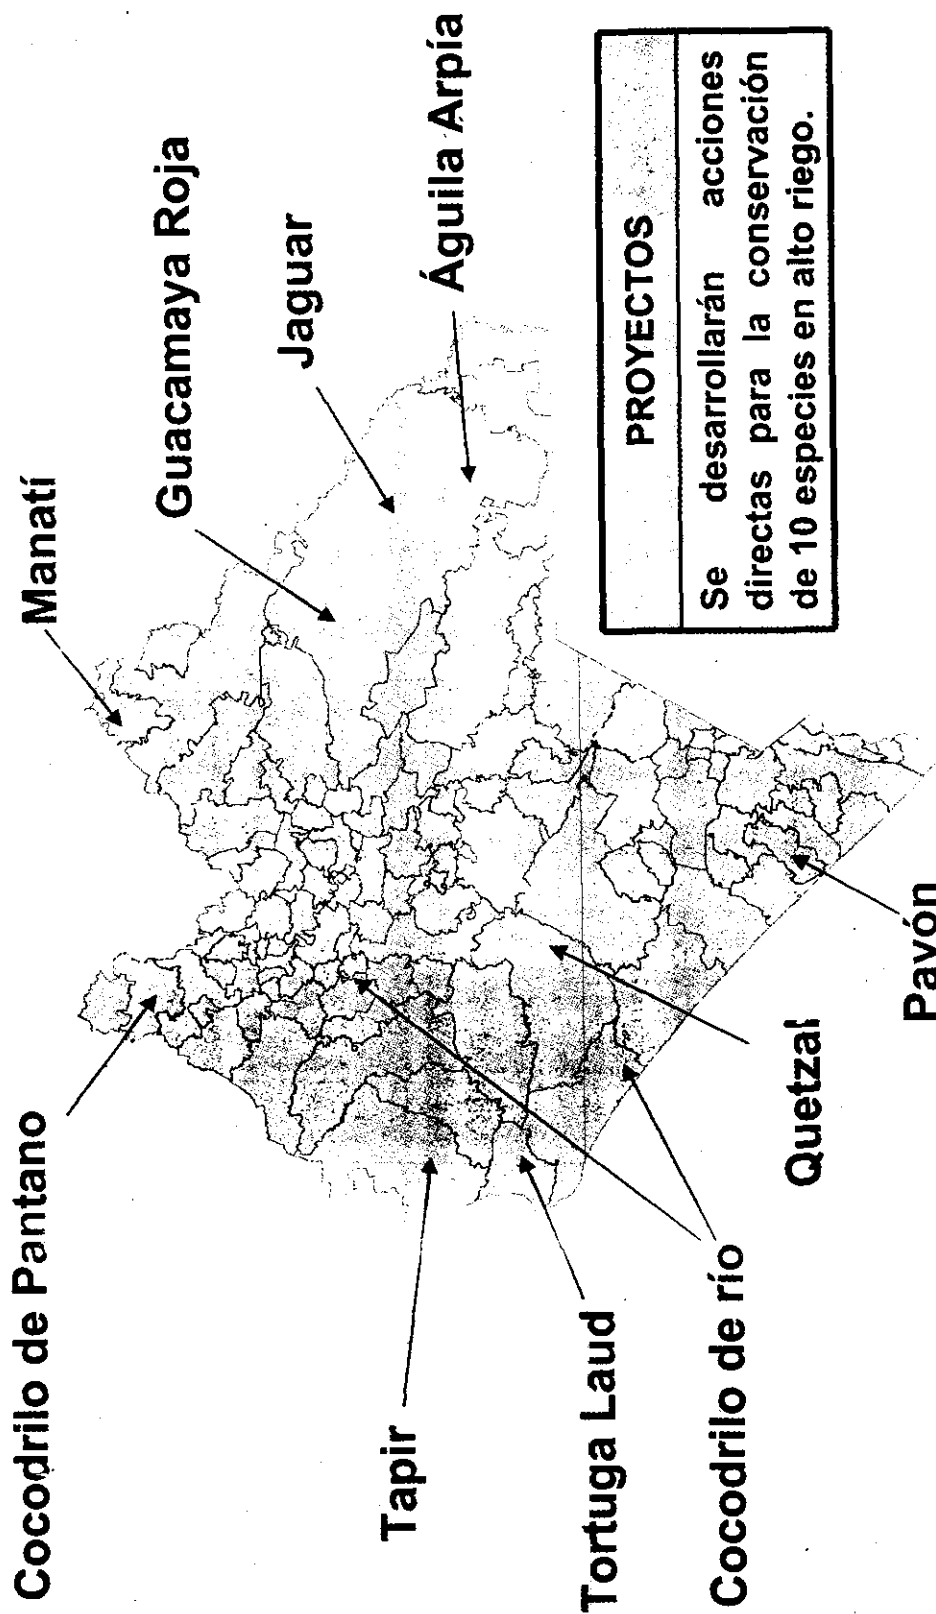 Cocodrilo de Pantano
Manatí
Guacamaya Roja
Jaguar
Águila Arpía
Tapir
Tortuga Laud
Cocodrilo de río
Quetzal
Pavón
PROYECTOS
Se desarrollarán acciones
directas para la conservación
de 10 especies en alto riego.